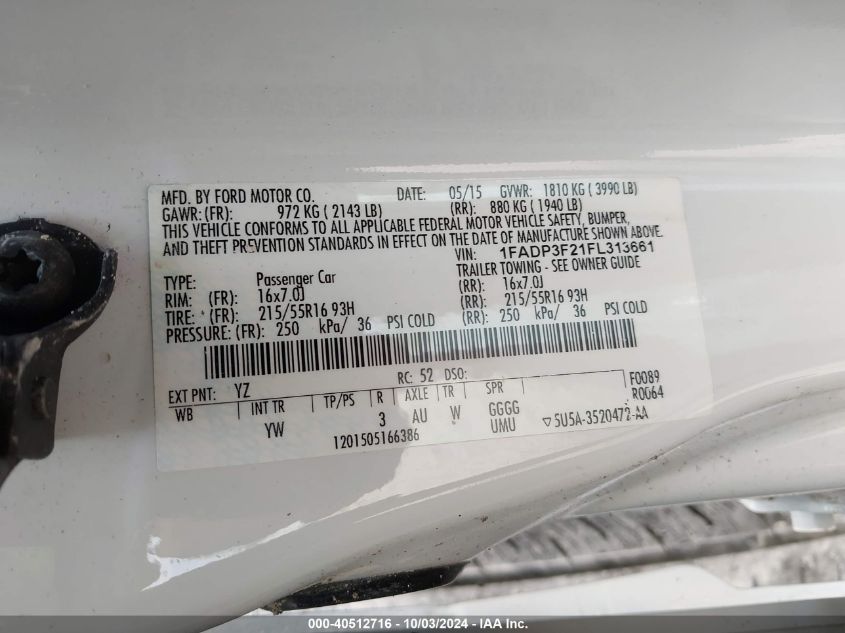 MFD. BY FORD MOTOR CO. DATE: 05/15 GVWR: 1810 KG ( 3990 LB)
GAWR: (FR): 972 KG ( 2143 LB) (RR): 880 KG ( 1940 LB)
THIS VEHICLE CONFORMS TO ALL APPLICABLE FEDERAL MOTOR VEHICLE SAFETY, BUMPER,
AND THEFT PREVENTION STANDARDS IN EFFECT ON THE DATE OF MANUFACTURE SHOWN ABOVE.
VIN: 1FADP3F21FL313661
TYPE: Passenger Car TRAILER TOWING - SEE OWNER GUIDE
RIM: (FR): 16x7.0J (RR): 16x7.0J
TIRE: (FR): 215/55R16 93H (RR): 215/55R16 93H
PRESSURE: (FR): 250 kPa/ 36 PSI COLD (RR): 250 kPa/ 36 PSI COLD
EXT PNT: YZ RC: 52 DSO: F0089
WB INT TR TP/PS R AXLE TR SPR R0064
YW 3 AU W GGGG
UMU ▽5U5A-3520472-AA
1201505166386
000-40512716 - 10/03/2024 - IAA Inc.